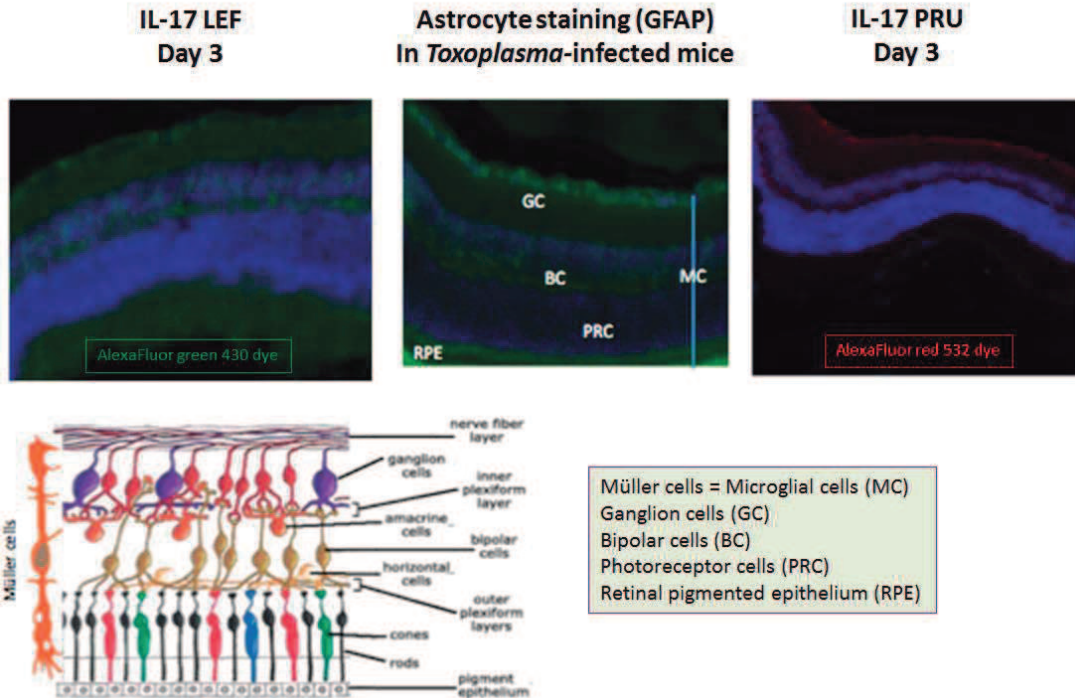 IL-17 LEF
Day 3
Astrocyte staining (GFAP)
In Toxoplasma-infected mice
IL-17 PRU
Day 3
AlexaFluor green 430 dye
GC
BC
MC
PRC
RPE
AlexaFluor red 532 dye
Müller cells
nerve fiber
layer
ganglion
cells
inner
plexiform
layer
amacrine
cells
bipolar
cells
horizontal
cells
outer
plexiform
layers
cones
rods
pigment
epithelium
Müller cells = Microglial cells (MC)
Ganglion cells (GC)
Bipolar cells (BC)
Photoreceptor cells (PRC)
Retinal pigmented epithelium (RPE)